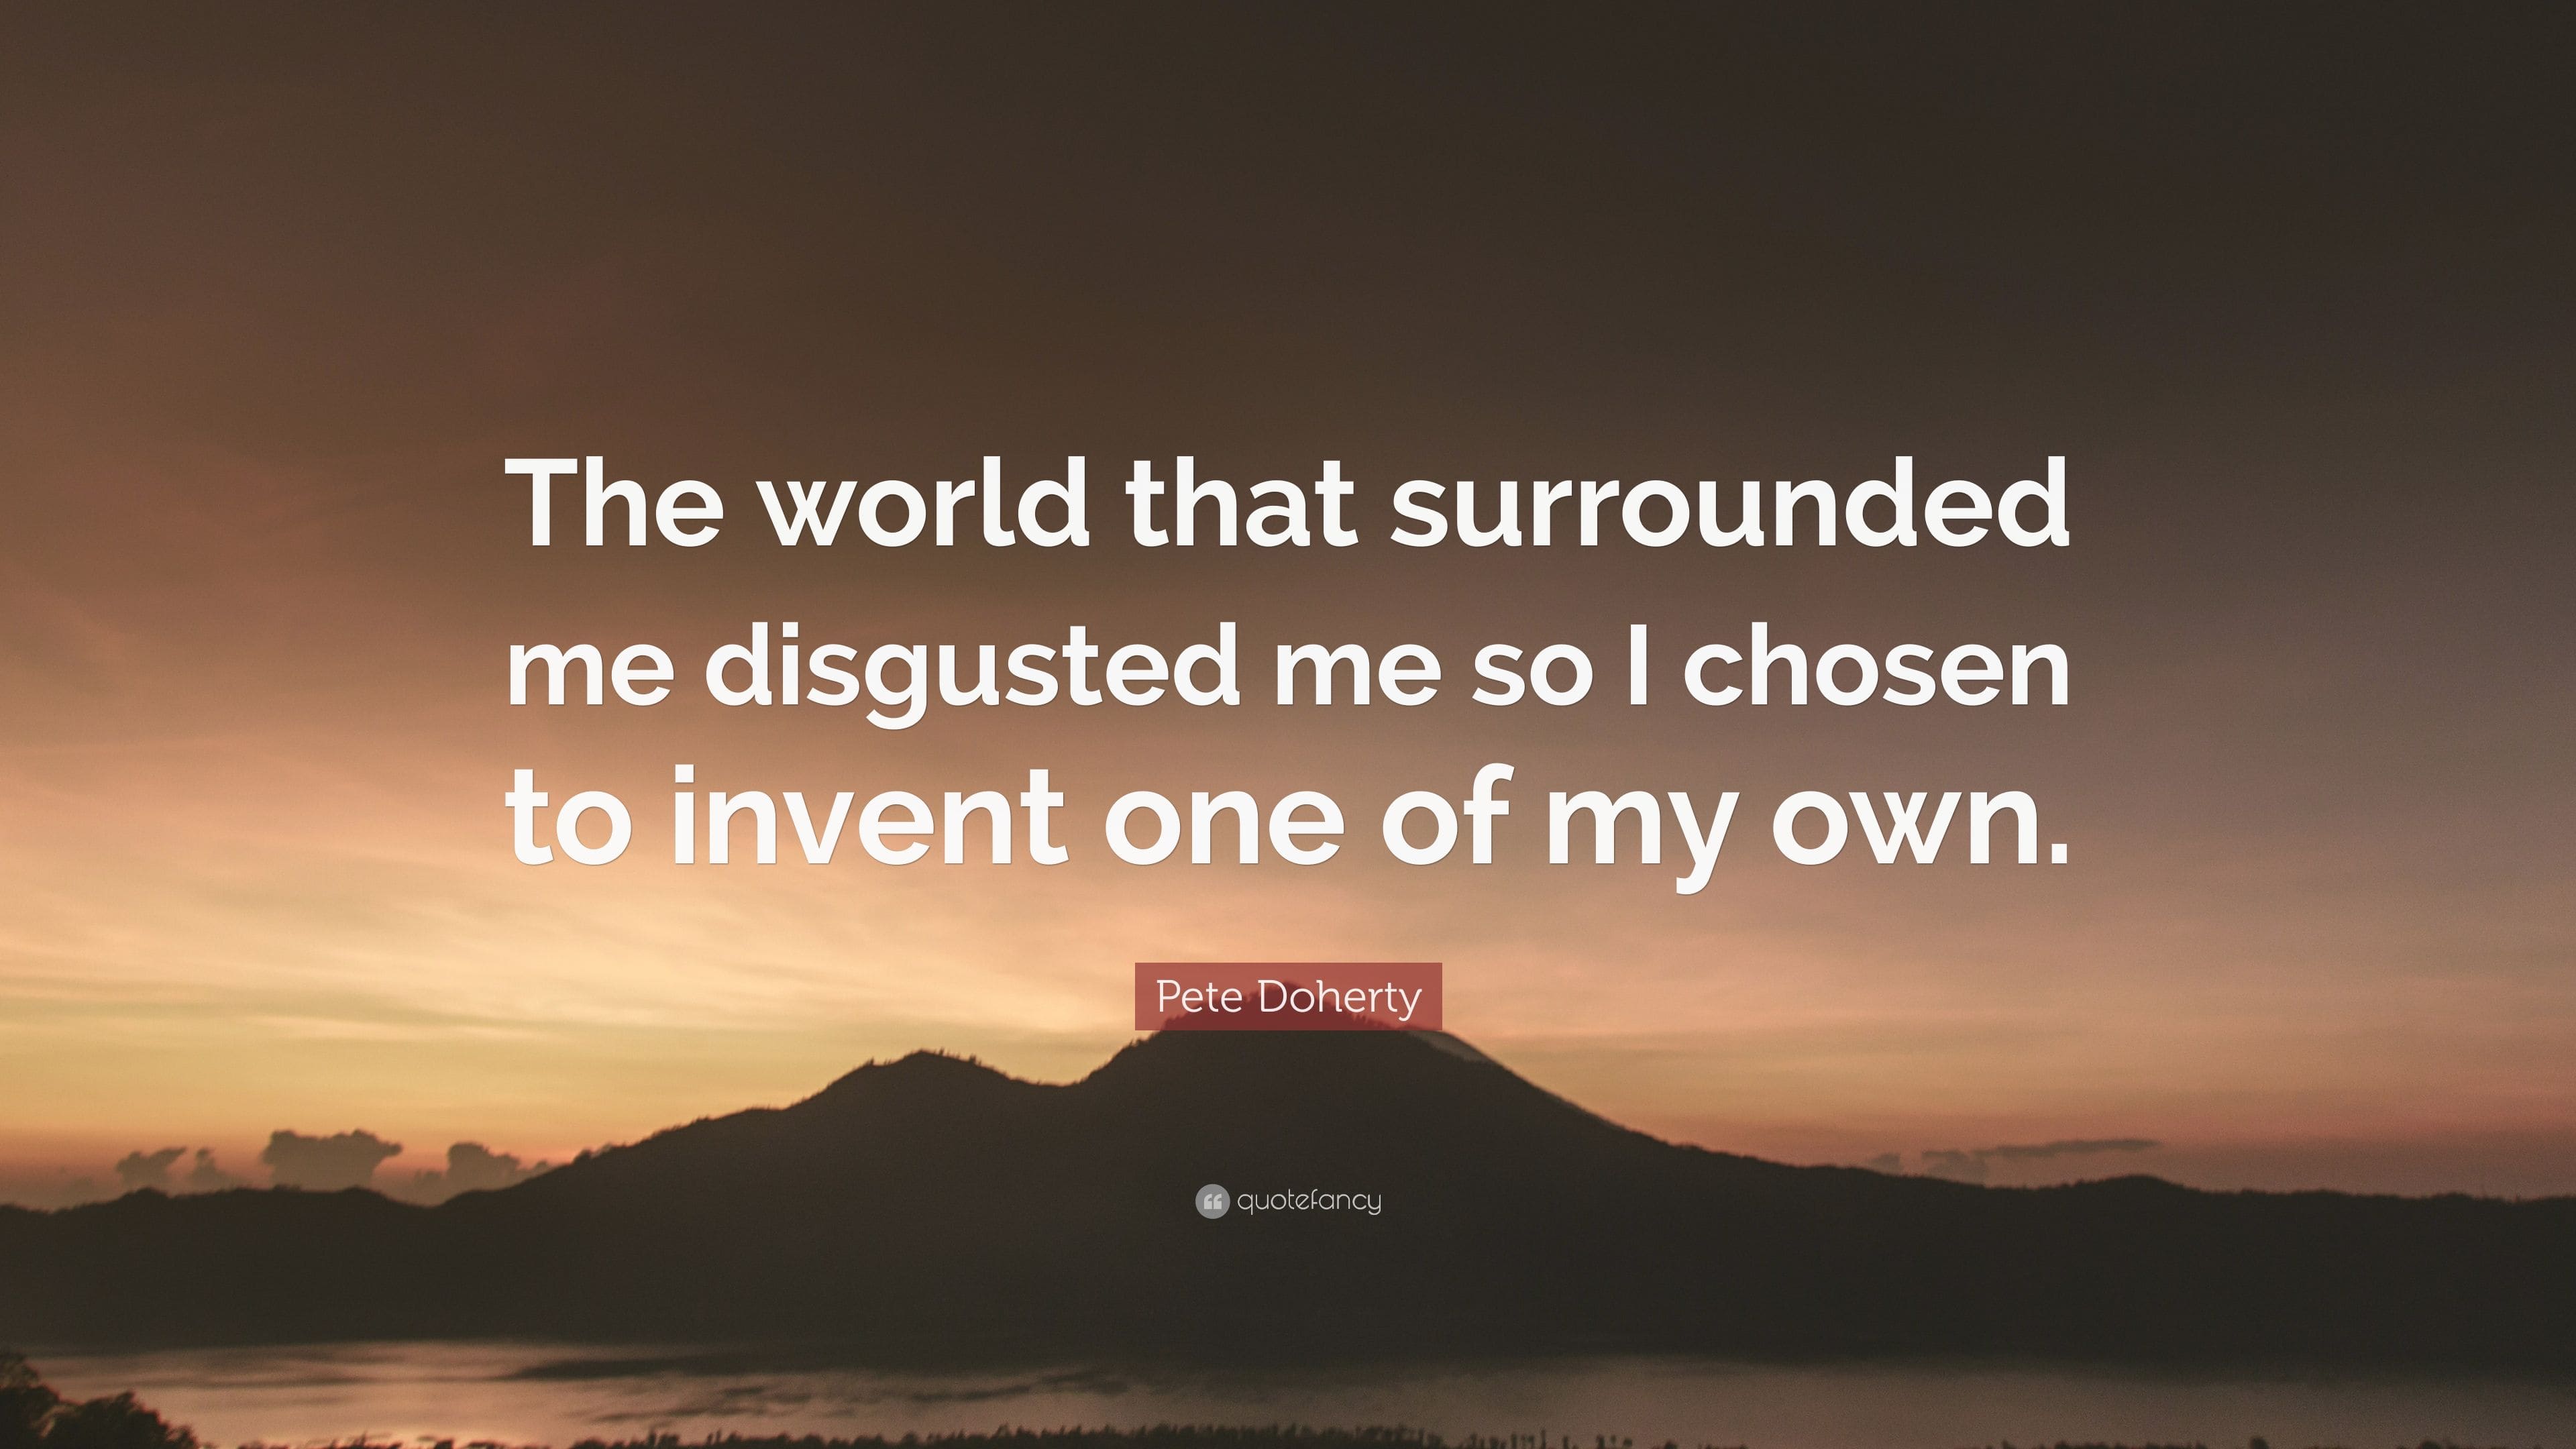 The world that surrounded
me disgusted me so I chosen
to invent one of my own.
Pete Doherty
quotefancy